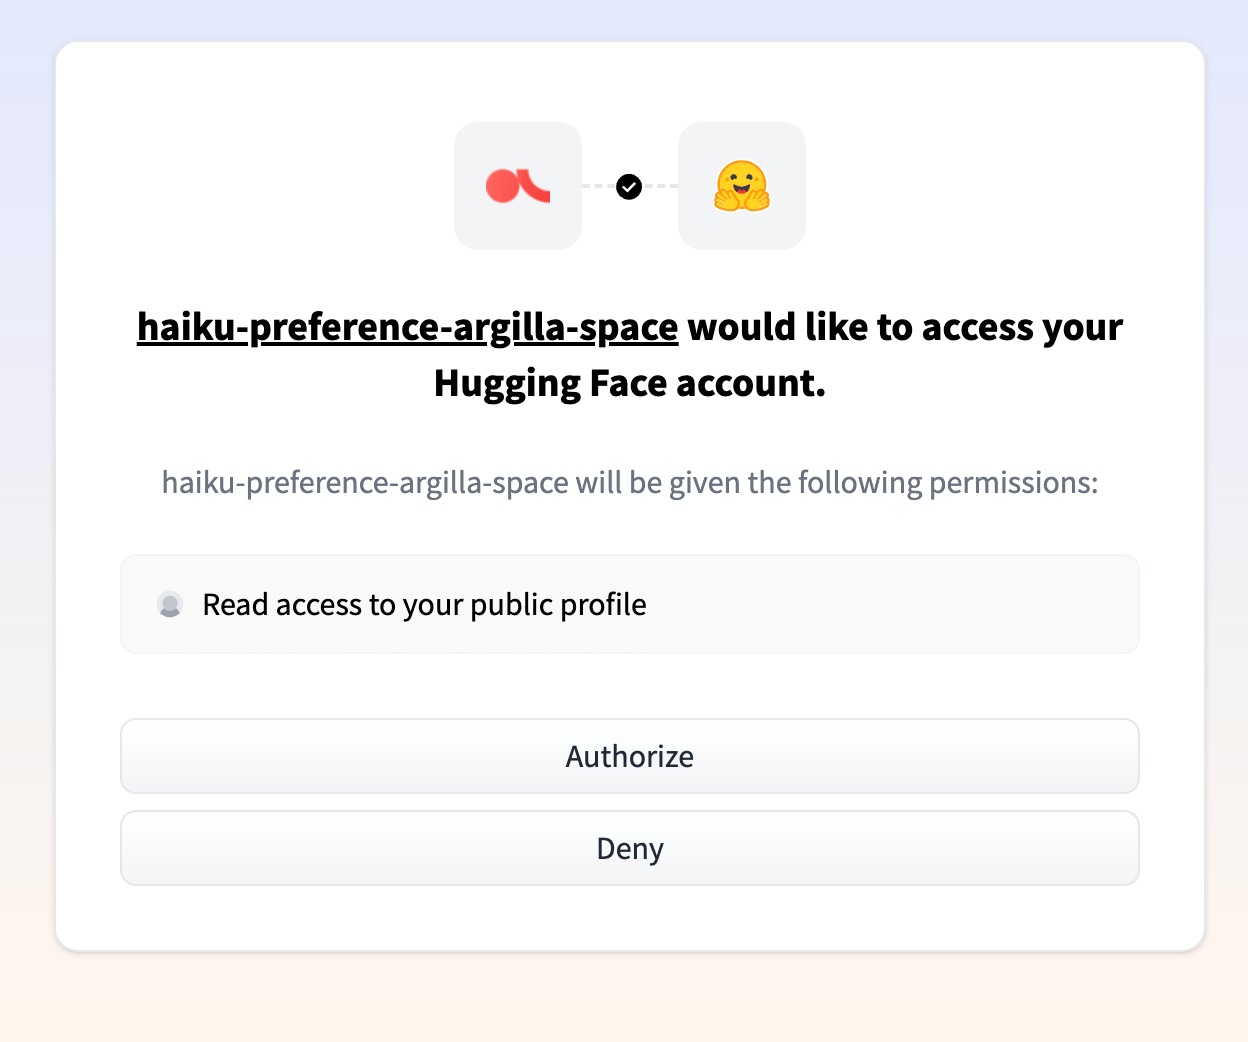 haiku-preference-argilla-space would like to access your
Hugging Face account.
haiku-preference-argilla-space will be given the following permissions:
Read access to your public profile
Authorize
Deny